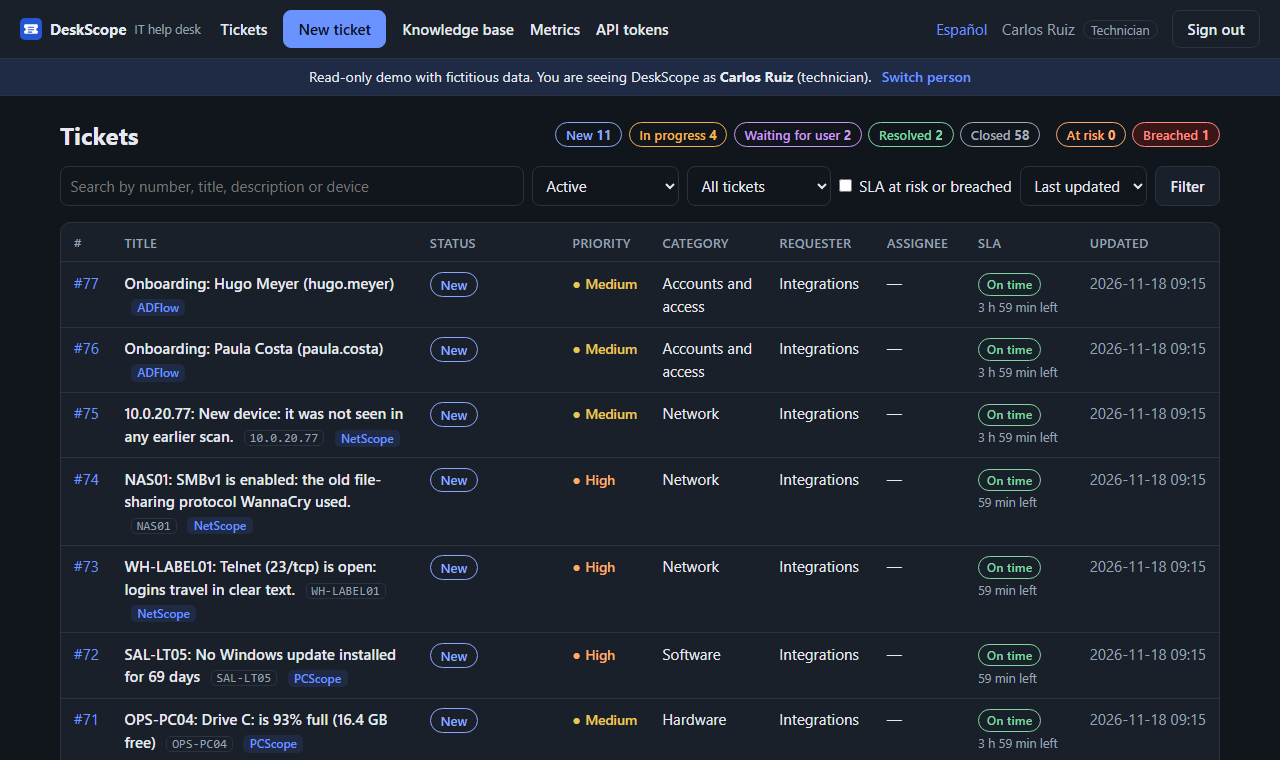 DeskScope IT help desk Tickets New ticket Knowledge base Metrics API tokens Español Carlos Ruiz Technician Sign out
Read-only demo with fictitious data. You are seeing DeskScope as Carlos Ruiz (technician). Switch person
Tickets New 11 In progress 4 Waiting for user 2 Resolved 2 Closed 58 At risk 0 Breached 1
Search by number, title, description or device Active All tickets SLA at risk or breached Last updated Filter
# TITLE STATUS PRIORITY CATEGORY REQUESTER ASSIGNEE SLA UPDATED
#77 Onboarding: Hugo Meyer (hugo.meyer) New ● Medium Accounts and Integrations — On time 2026-11-18 09:15
ADFlow access 3 h 59 min left
#76 Onboarding: Paula Costa (paula.costa) New ● Medium Accounts and Integrations — On time 2026-11-18 09:15
ADFlow access 3 h 59 min left
#75 10.0.20.77: New device: it was not seen in New ● Medium Network Integrations — On time 2026-11-18 09:15
any earlier scan. 10.0.20.77 NetScope 3 h 59 min left
#74 NAS01: SMBv1 is enabled: the old file- New ● High Network Integrations — On time 2026-11-18 09:15
sharing protocol WannaCry used. 59 min left
NAS01 NetScope
#73 WH-LABEL01: Telnet (23/tcp) is open: New ● High Network Integrations — On time 2026-11-18 09:15
logins travel in clear text. WH-LABEL01 59 min left
NetScope
#72 SAL-LT05: No Windows update installed New ● High Software Integrations — On time 2026-11-18 09:15
for 69 days SAL-LT05 PCScope 59 min left
#71 OPS-PC04: Drive C: is 93% full (16.4 GB New ● Medium Hardware Integrations — On time 2026-11-18 09:15
free) OPS-PC04 PCScope 3 h 59 min left